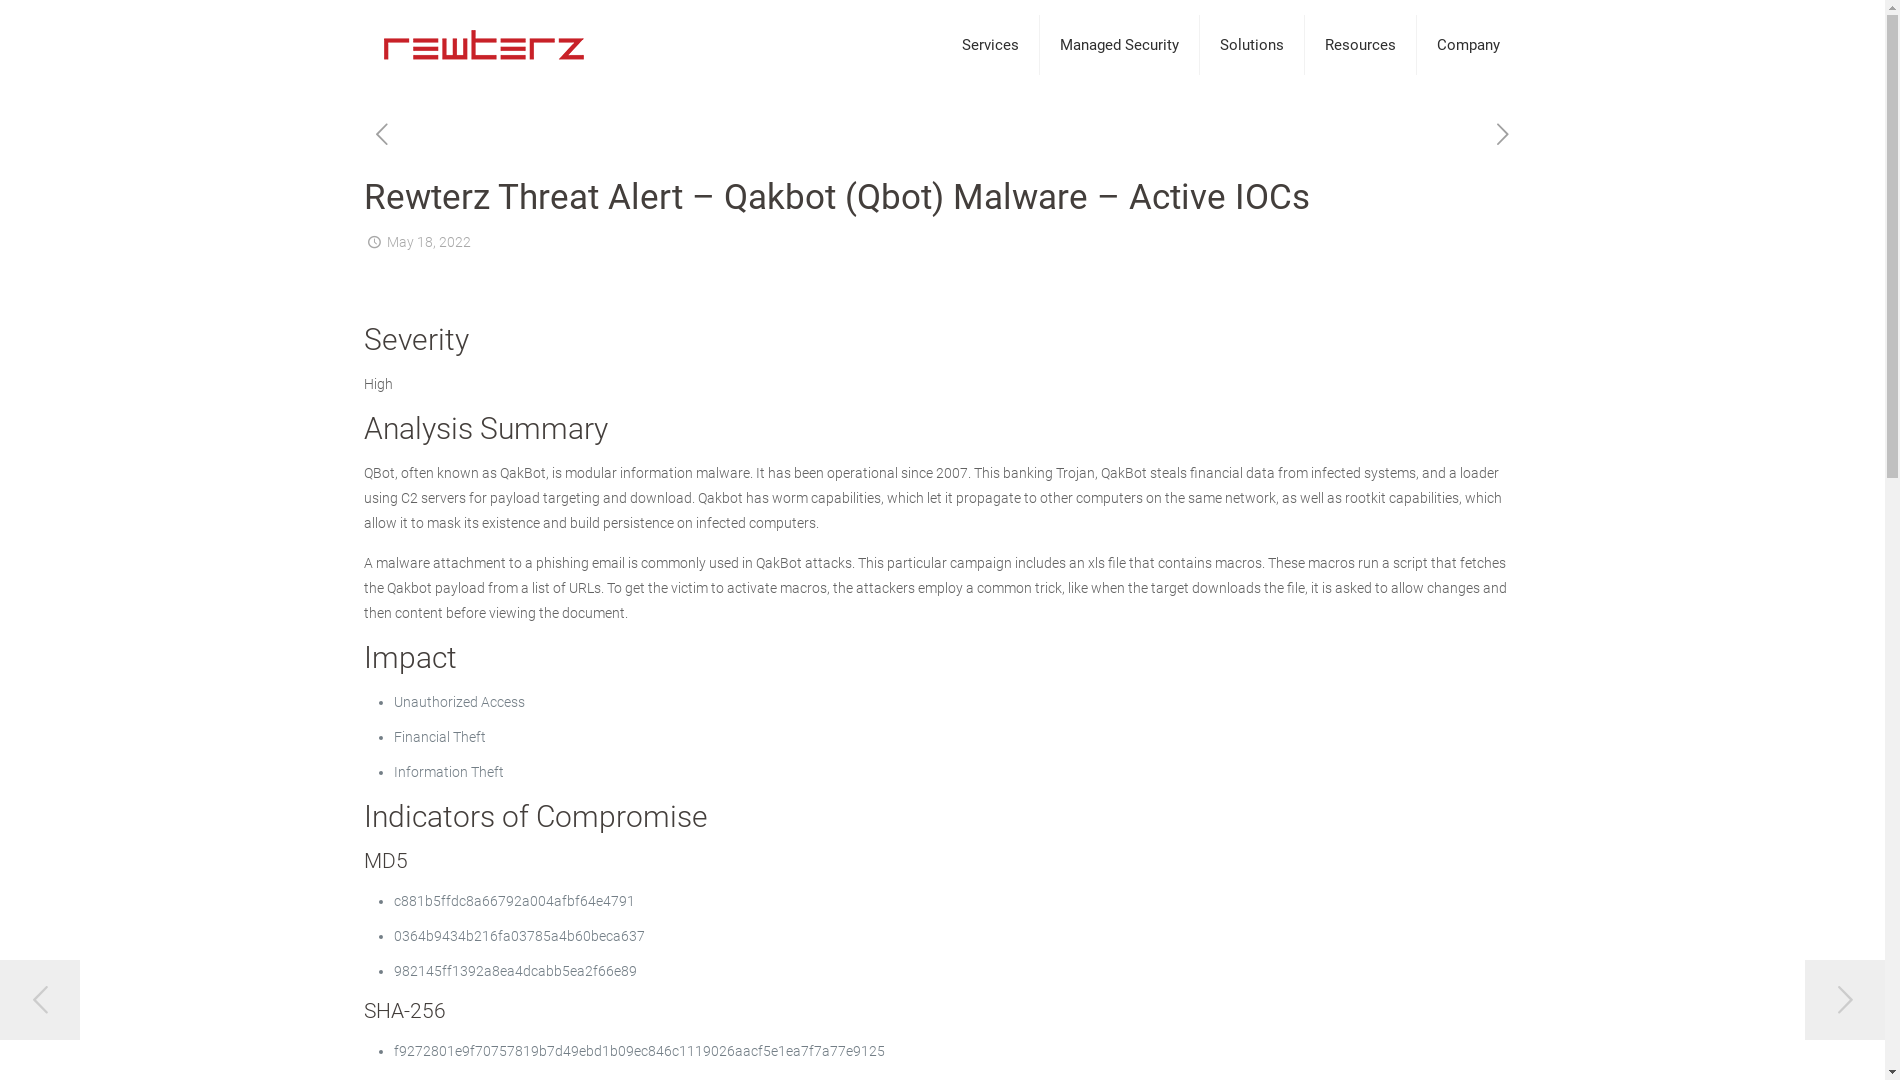 rewterz
Services
Managed Security
Solutions
Resources
Company
Rewterz Threat Alert – Qakbot (Qbot) Malware – Active IOCs
May 18, 2022
Severity
High
Analysis Summary
QBot, often known as QakBot, is modular information malware. It has been operational since 2007. This banking Trojan, QakBot steals financial data from infected systems, and a loader
using C2 servers for payload targeting and download. Qakbot has worm capabilities, which let it propagate to other computers on the same network, as well as rootkit capabilities, which
allow it to mask its existence and build persistence on infected computers.
A malware attachment to a phishing email is commonly used in QakBot attacks. This particular campaign includes an xls file that contains macros. These macros run a script that fetches
the Qakbot payload from a list of URLs. To get the victim to activate macros, the attackers employ a common trick, like when the target downloads the file, it is asked to allow changes and
then content before viewing the document.
Impact
Unauthorized Access
Financial Theft
Information Theft
Indicators of Compromise
MD5
c881b5ffdc8a66792a004afbf64e4791
0364b9434b216fa03785a4b60beca637
982145ff1392a8ea4dcabb5ea2f66e89
SHA-256
f9272801e9f70757819b7d49ebd1b09ec846c1119026aacf5e1ea7f7a77e9125